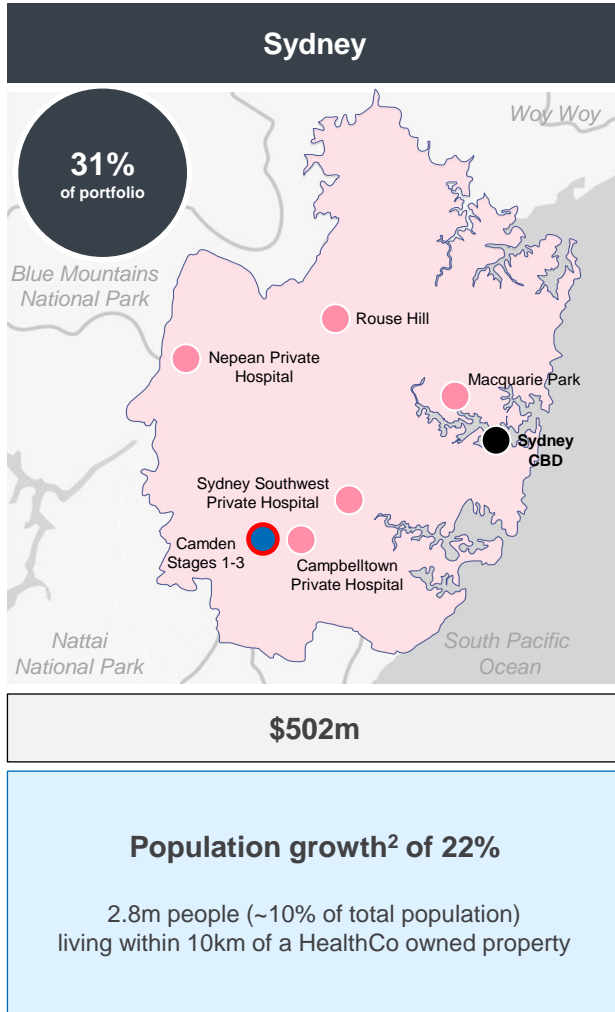 Sydney
31%
of portfolio
Woy Woy
Blue Mountains
National Park
Rouse Hill
Nepean Private
Hospital
Macquarie Park
Sydney
CBD
Sydney Southwest
Private Hospital
Camden
Stages 1-3
Campbelltown
Private Hospital
Nattai
National Park
South Pacific
Ocean
$502m
Population growth² of 22%
2.8m people (~10% of total population)
living within 10km of a HealthCo owned property